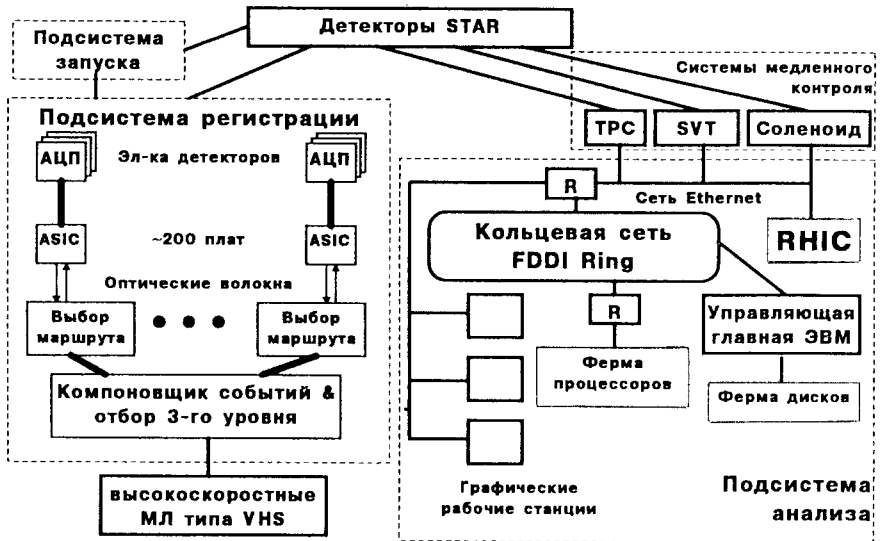 Детекторы STAR
Подсистема
запуска
Системы медленного
контроля
TPC
SVT
Соленоид
Подсистема регистрации
АЦП
Эл-ка детекторов
АЦП
ASIC
~200 плат
ASIC
Оптические волокна
Выбор
маршрута
Выбор
маршрута
Компоновщик событий &
отбор 3-го уровня
высокоскоростные
МЛ типа VHS
R
Сеть Ethernet
RHIC
Кольцевая сеть
FDDI Ring
R
Управляющая
главная ЭВМ
Ферма
процессоров
Ферма дисков
Графические
рабочие станции
Подсистема
анализа